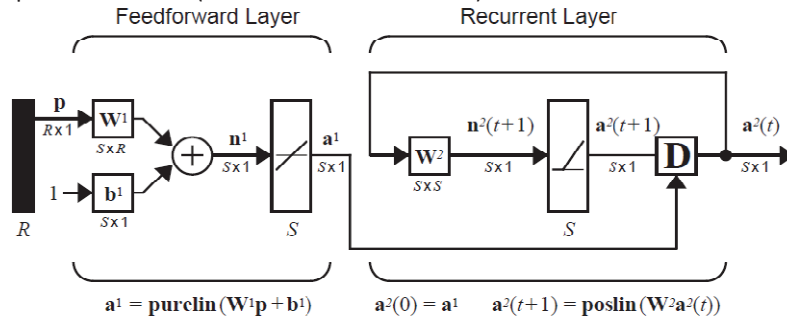 Feedforward Layer Recurrent Layer
p W¹ n¹ a¹ n²(t+1) a²(t+1) a²(t)
R x 1 S x R S x 1 S x 1 W² S x 1 S x 1 D S x 1
1 b¹ S x S
R S x 1 S S
a¹ = purelin (W¹p + b¹) a²(0) = a¹ a²(t+1) = poslin (W²a²(t))